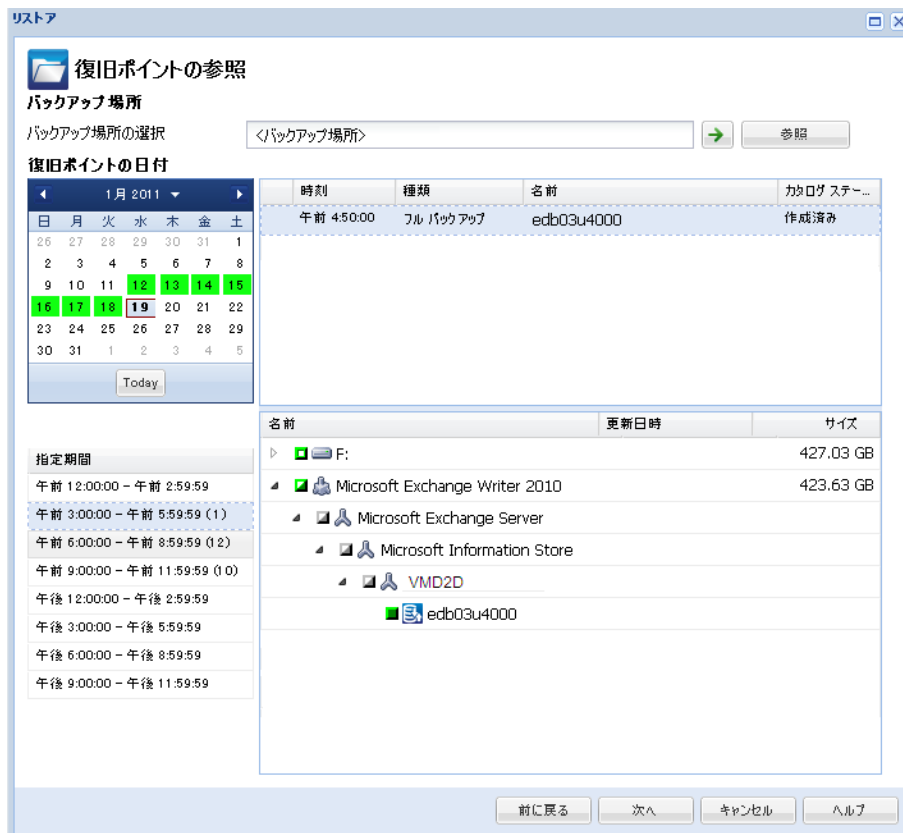 リストア
復旧ポイントの参照
バックアップ場所
バックアップ場所の選択 <バックアップ場所> 参照
復旧ポイントの日付
1月 2011
日 月 火 水 木 金 土
26 27 28 29 30 31 1
2 3 4 5 6 7 8
9 10 11 12 13 14 15
16 17 18 19 20 21 22
23 24 25 26 27 28 29
30 31 1 2 3 4 5
Today
時刻 種類 名前 カタログ ステー...
午前 4:50:00 フル バックアップ edb03u4000 作成済み
指定期間
午前 12:00:00 - 午前 2:59:59
午前 3:00:00 - 午前 5:59:59 (1)
午前 6:00:00 - 午前 8:59:59 (12)
午前 9:00:00 - 午前 11:59:59 (10)
午後 12:00:00 - 午後 2:59:59
午後 3:00:00 - 午後 5:59:59
午後 6:00:00 - 午後 8:59:59
午後 9:00:00 - 午後 11:59:59
名前 更新日時 サイズ
F: 427.03 GB
Microsoft Exchange Writer 2010 423.63 GB
Microsoft Exchange Server
Microsoft Information Store
VMD2D
edb03u4000
前に戻る 次へ キャンセル ヘルプ